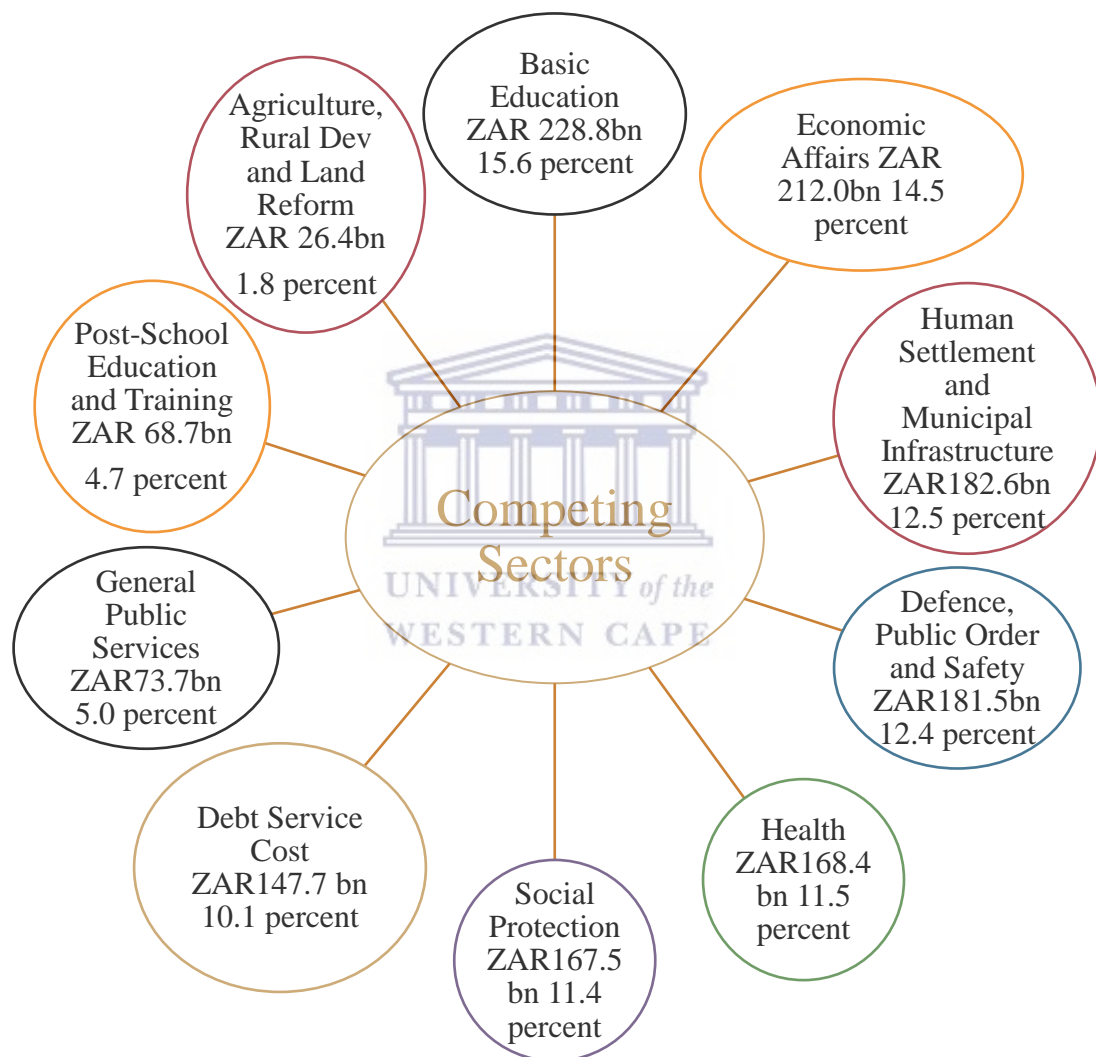 Basic
Education
ZAR 228.8bn
15.6 percent
Economic
Affairs ZAR
212.0bn 14.5
percent
Human
Settlement
and
Municipal
Infrastructure
ZAR182.6bn
12.5 percent
Defence,
Public Order
and Safety
ZAR181.5bn
12.4 percent
Health
ZAR168.4
bn 11.5
percent
Social
Protection
ZAR167.5
bn 11.4
percent
Debt Service
Cost
ZAR147.7 bn
10.1 percent
General
Public
Services
ZAR73.7bn
5.0 percent
Post-School
Education
and Training
ZAR 68.7bn
4.7 percent
Agriculture,
Rural Dev
and Land
Reform
ZAR 26.4bn
1.8 percent
Competing
Sectors
UNIVERSITY of the
WESTERN CAPE